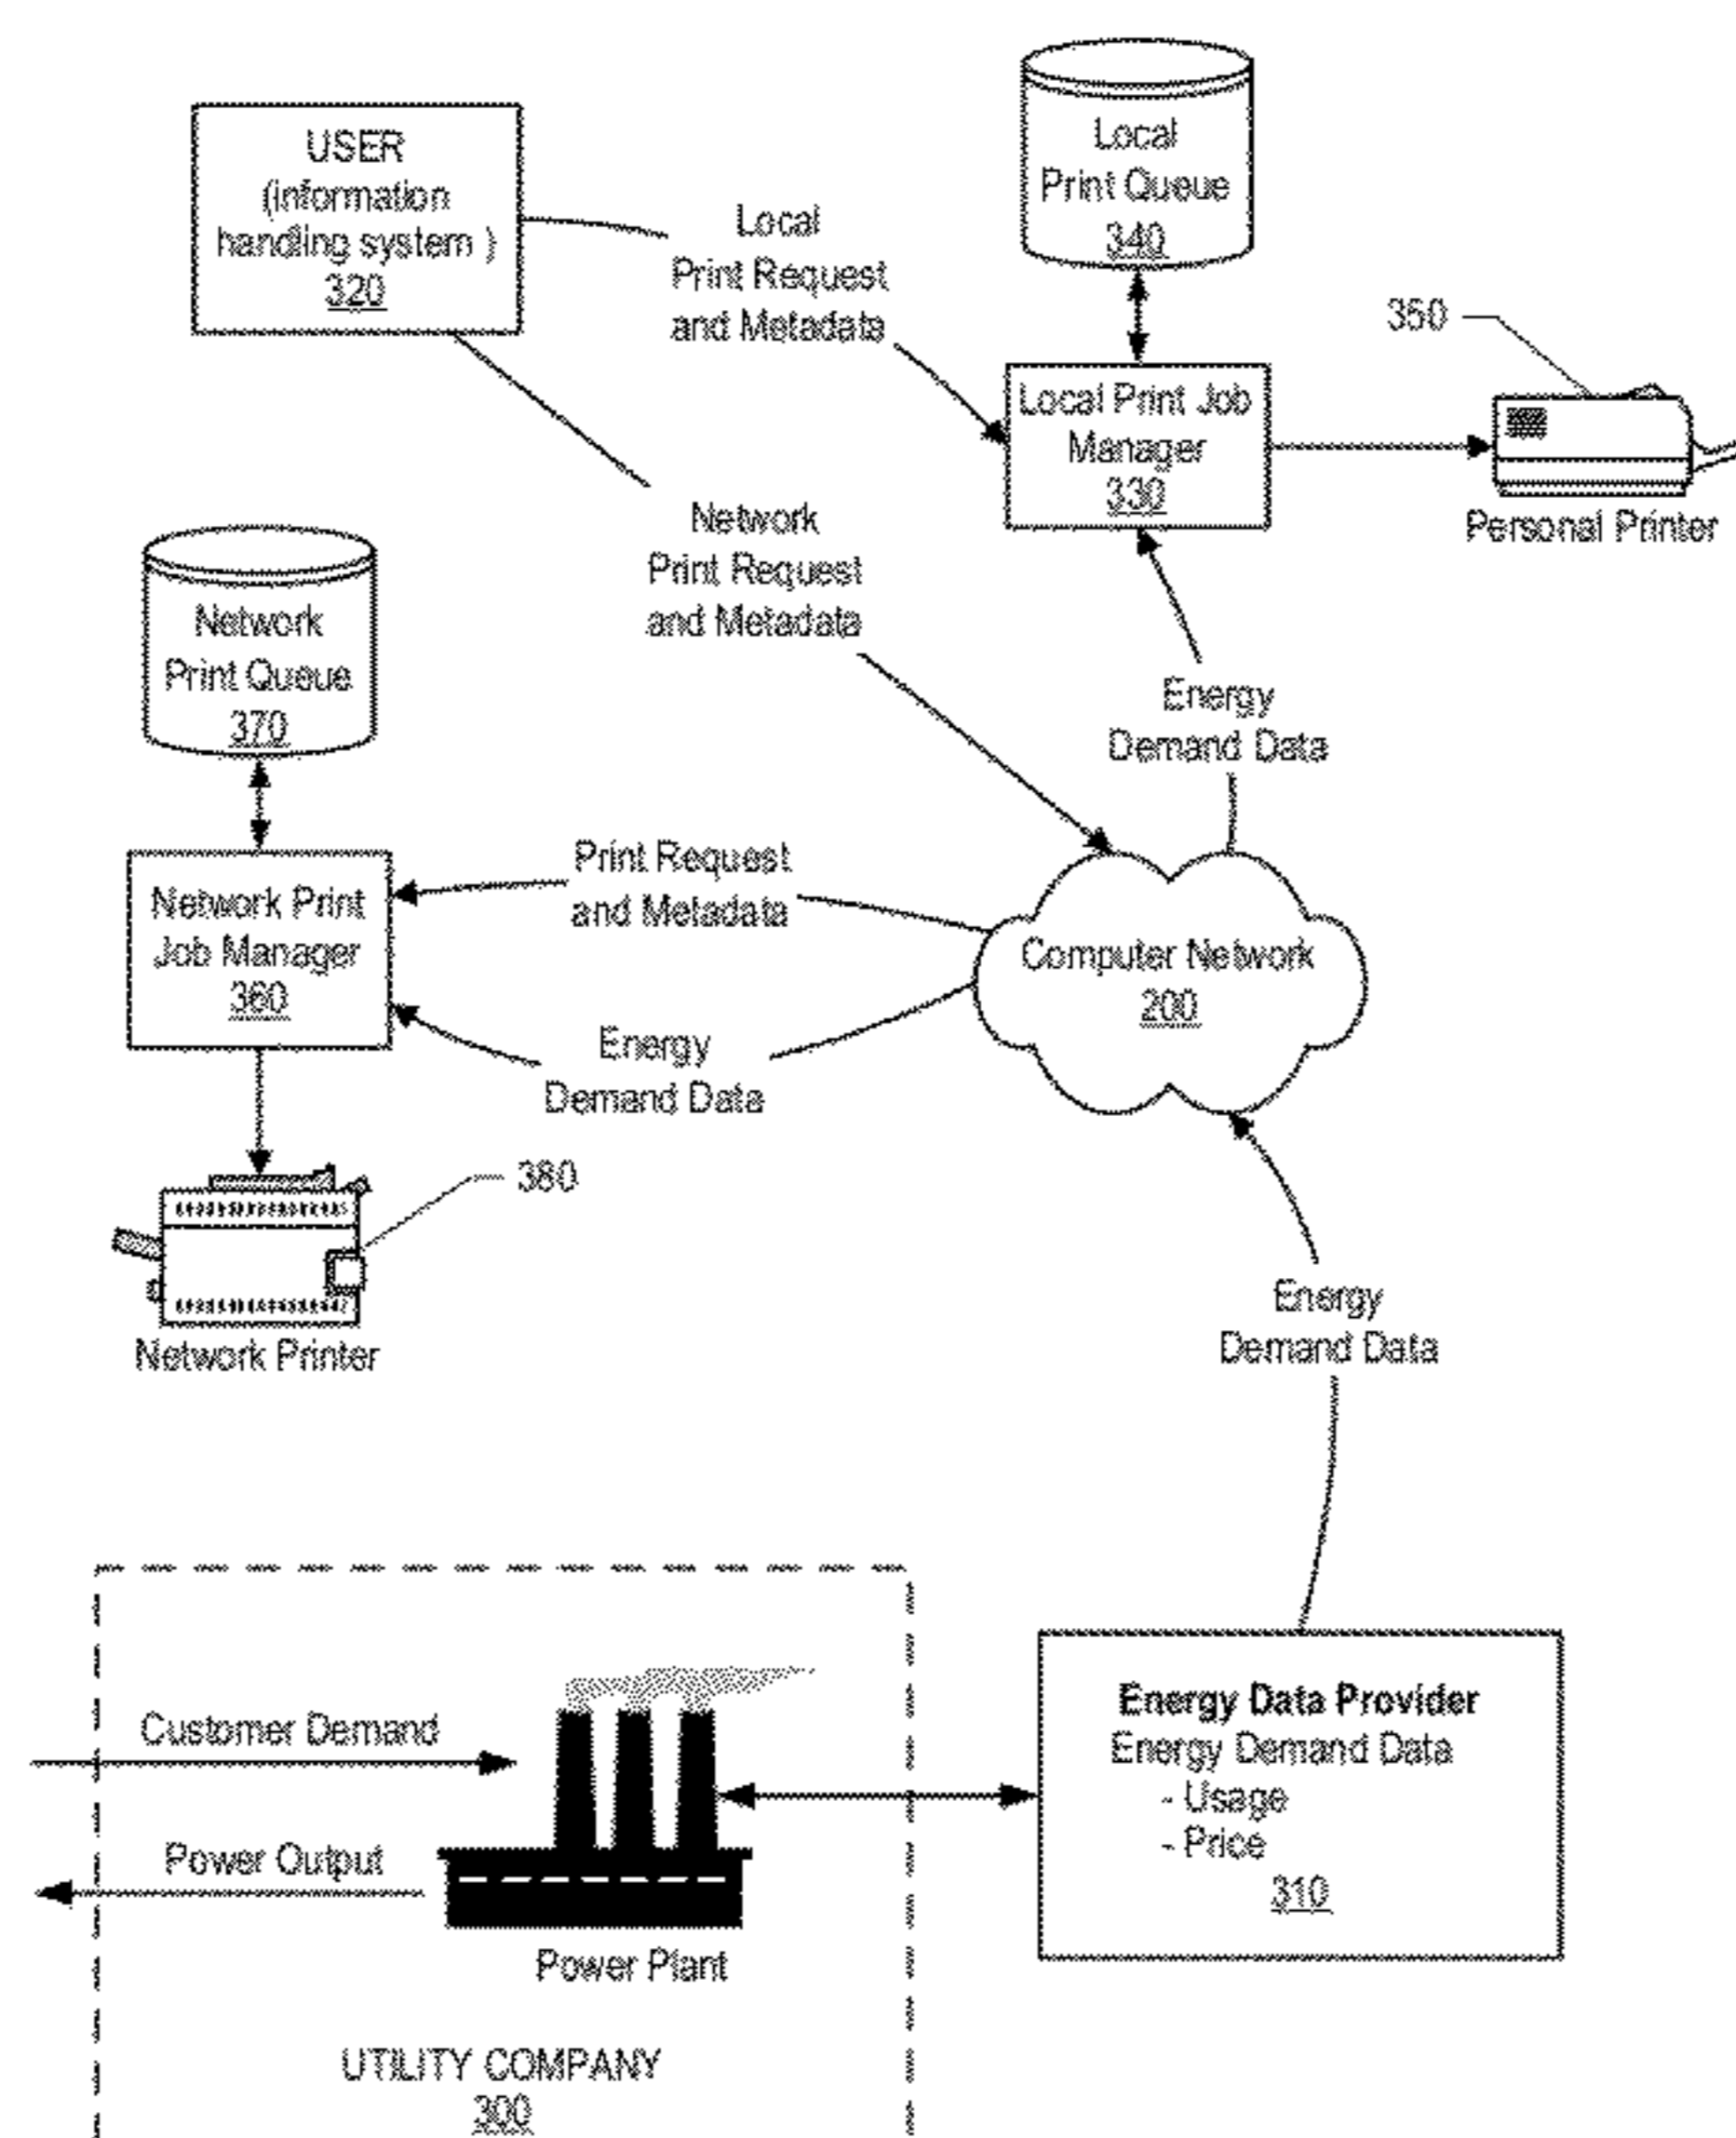 USER
(information
handling system )
320
Local
Print Request
and Metadata
Local
Print Queue
340
Local Print Job
Manager
330
350
Personal Printer
Network
Print Request
and Metadata
Network
Print Queue
370
Energy
Demand Data
Network Print
Job Manager
360
Print Request
and Metadata
Computer Network
200
Energy
Demand Data
380
Network Printer
Energy
Demand Data
Customer Demand
Power Output
Power Plant
UTILITY COMPANY
300
Energy Data Provider
Energy Demand Data
- Usage
- Price
310